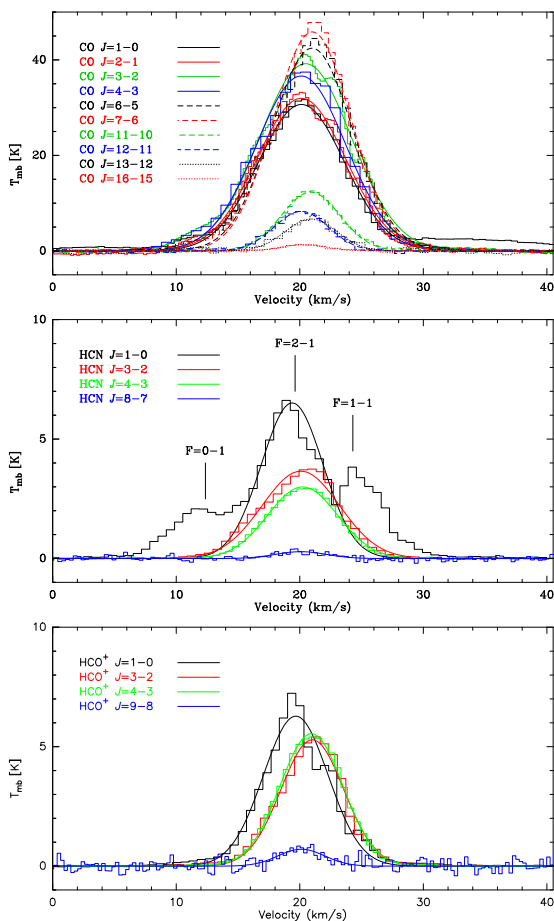 40
20
0
T_mb [K]
CO J=1−0
CO J=2−1
CO J=3−2
CO J=4−3
CO J=6−5
CO J=7−6
CO J=11−10
CO J=12−11
CO J=13−12
CO J=16−15
0 10 20 30 40
Velocity (km/s)
10
5
0
T_mb [K]
HCN J=1−0
HCN J=3−2
HCN J=4−3
HCN J=8−7
F=2−1
F=1−1
F=0−1
0 10 20 30 40
Velocity (km/s)
10
5
0
T_mb [K]
HCO⁺ J=1−0
HCO⁺ J=3−2
HCO⁺ J=4−3
HCO⁺ J=9−8
0 10 20 30 40
Velocity (km/s)